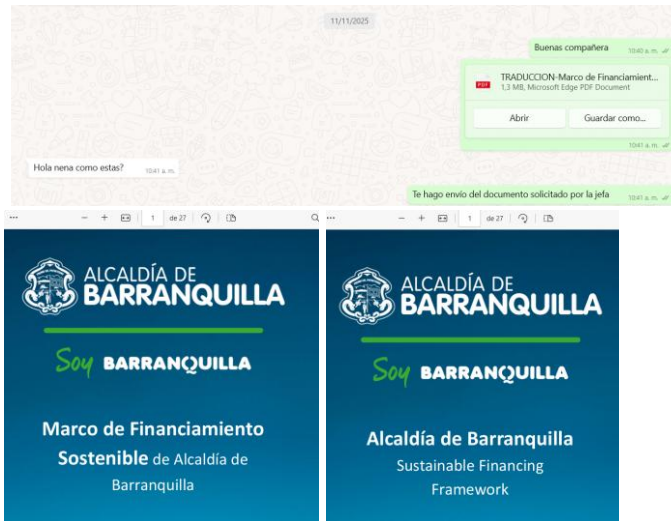 11/11/2025
Buenas compañera 10:40 a. m.
TRADUCCION-Marco de Financiamient...
PDF
1,3 MB, Microsoft Edge PDF Document
Abrir Guardar como...
10:41 a. m.
Hola nena como estas? 10:41 a. m.
Te hago envío del documento solicitado por la jefa 10:41 a. m.
1 de 27
ALCALDÍA DE
BARRANQUILLA
Soy BARRANQUILLA
Marco de Financiamiento
Sostenible de Alcaldía de
Barranquilla
1 de 27
ALCALDÍA DE
BARRANQUILLA
Soy BARRANQUILLA
Alcaldía de Barranquilla
Sustainable Financing
Framework